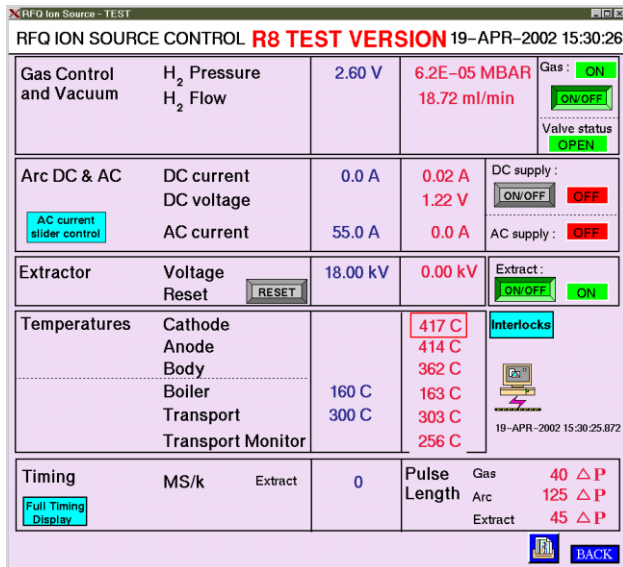 RFQ Ion Source - TEST
RFQ ION SOURCE CONTROL R8 TEST VERSION 19-APR-2002 15:30:26
Gas Control and Vacuum
H2 Pressure 2.60 V 6.2E-05 MBAR Gas : ON
H2 Flow 18.72 ml/min ON/OFF
Valve status
OPEN
Arc DC & AC DC current 0.0 A 0.02 A DC supply :
DC voltage 1.22 V ON/OFF OFF
AC current slider control
AC current 55.0 A 0.0 A AC supply : OFF
Extractor Voltage 18.00 kV 0.00 kV Extract :
Reset RESET ON/OFF ON
Temperatures Cathode 417 C Interlocks
Anode 414 C
Body 362 C
Boiler 160 C 163 C
Transport 300 C 303 C
19-APR-2002 15:30:25.872
Transport Monitor 256 C
Timing MS/k Extract 0 Pulse Length Gas 40 △ P
Full Timing Display
Arc 125 △ P
Extract 45 △ P
BACK